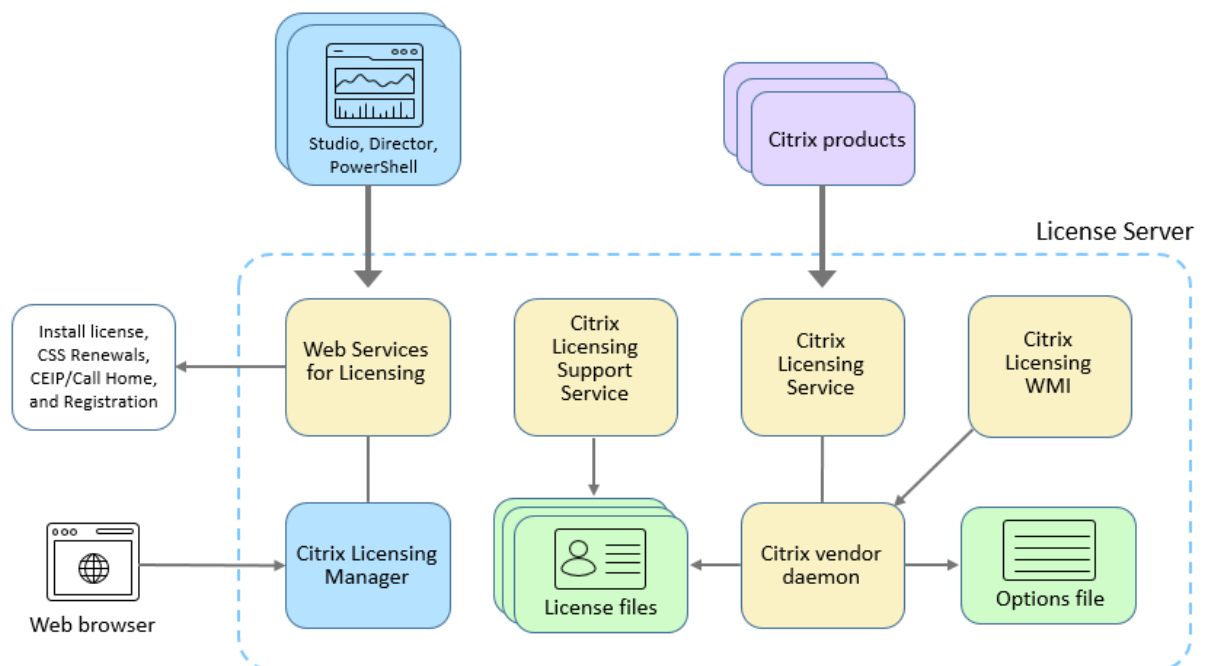 Studio, Director,
PowerShell
Citrix products
License Server
Install license,
CSS Renewals,
CEIP/Call Home,
and Registration
Web Services
for Licensing
Citrix
Licensing
Support
Service
Citrix
Licensing
Service
Citrix
Licensing
WMI
Web browser
Citrix Licensing
Manager
License files
Citrix vendor
daemon
Options file